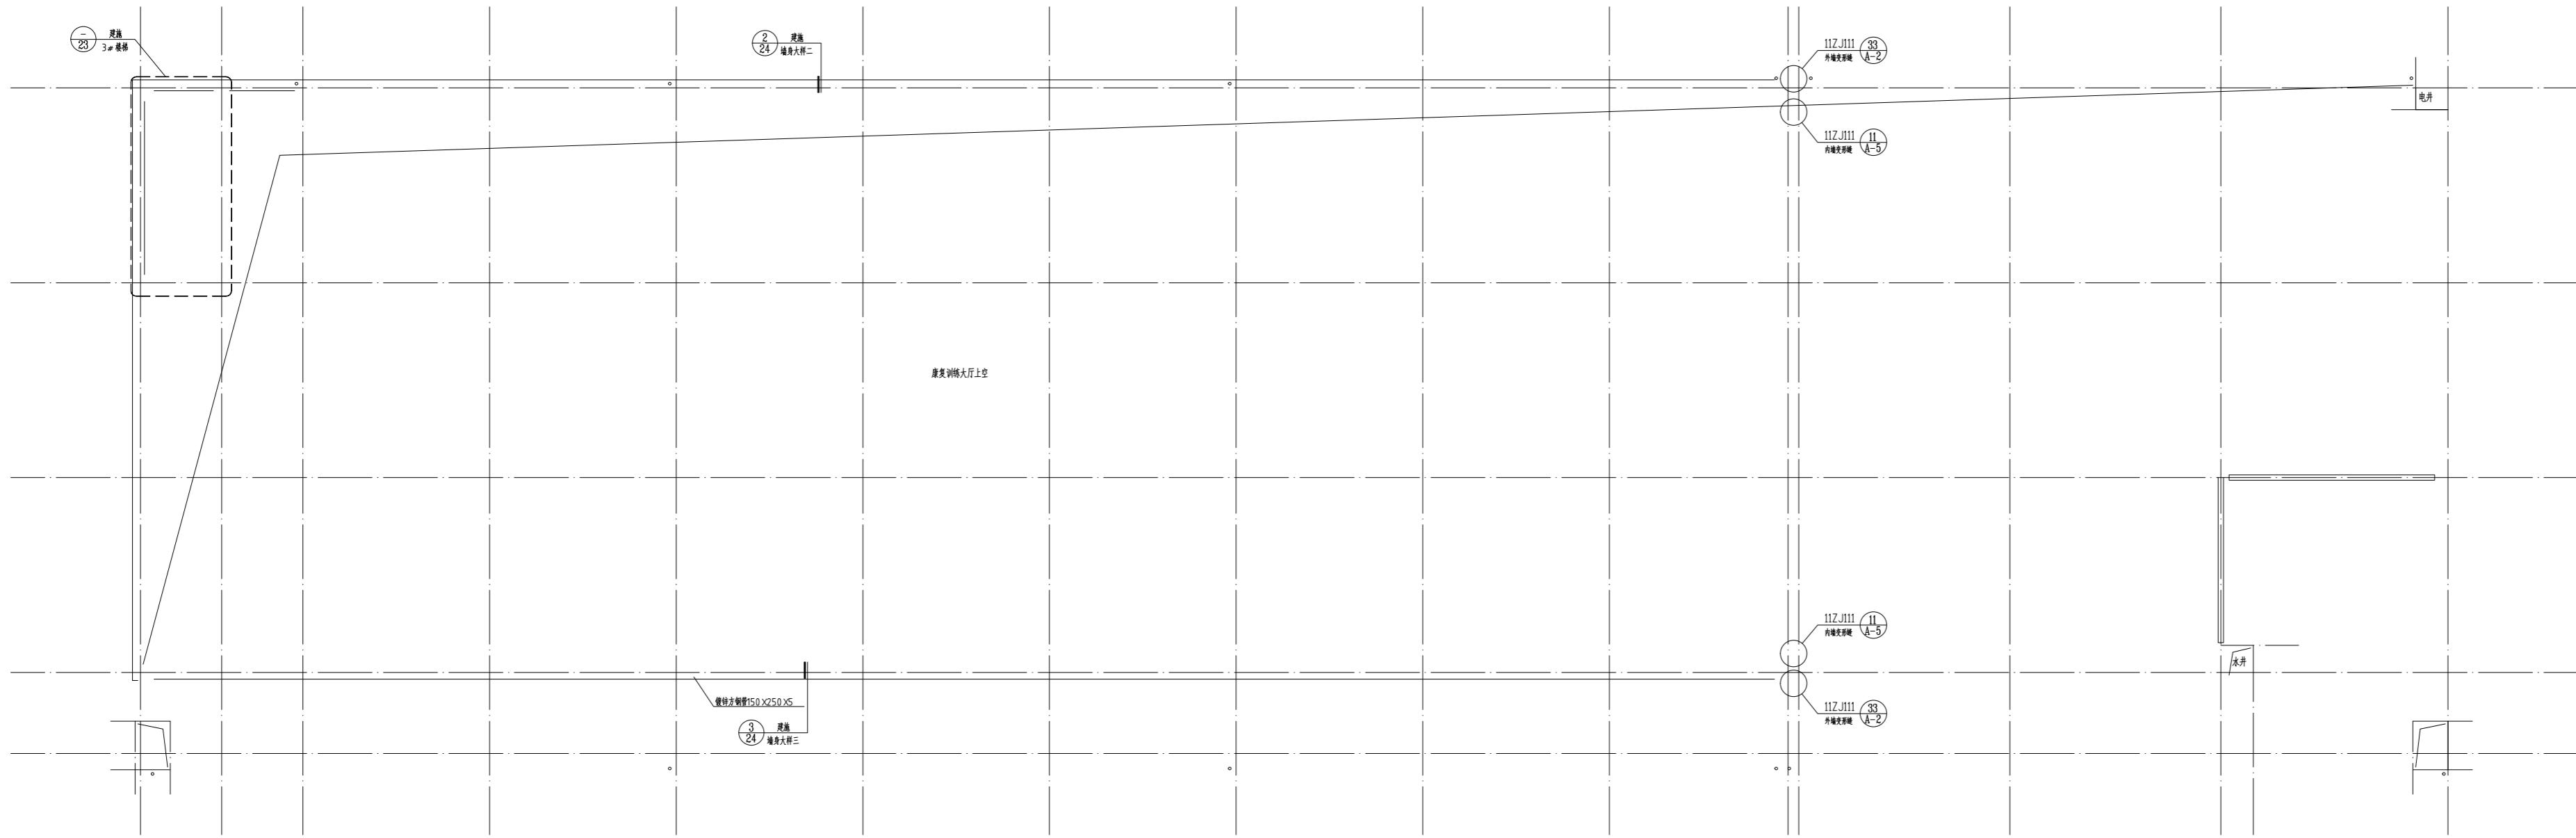 -
23
建施
3# 楼梯
2
24
建施
墙身大样二
11ZJ111
外墙变形缝
33
A-2
电井
11ZJ111
内墙变形缝
11
A-5
康复训练大厅上空
11ZJ111
内墙变形缝
11
A-5
水井
镀锌方钢管150X250X5
3
24
建施
墙身大样三
11ZJ111
外墙变形缝
33
A-2